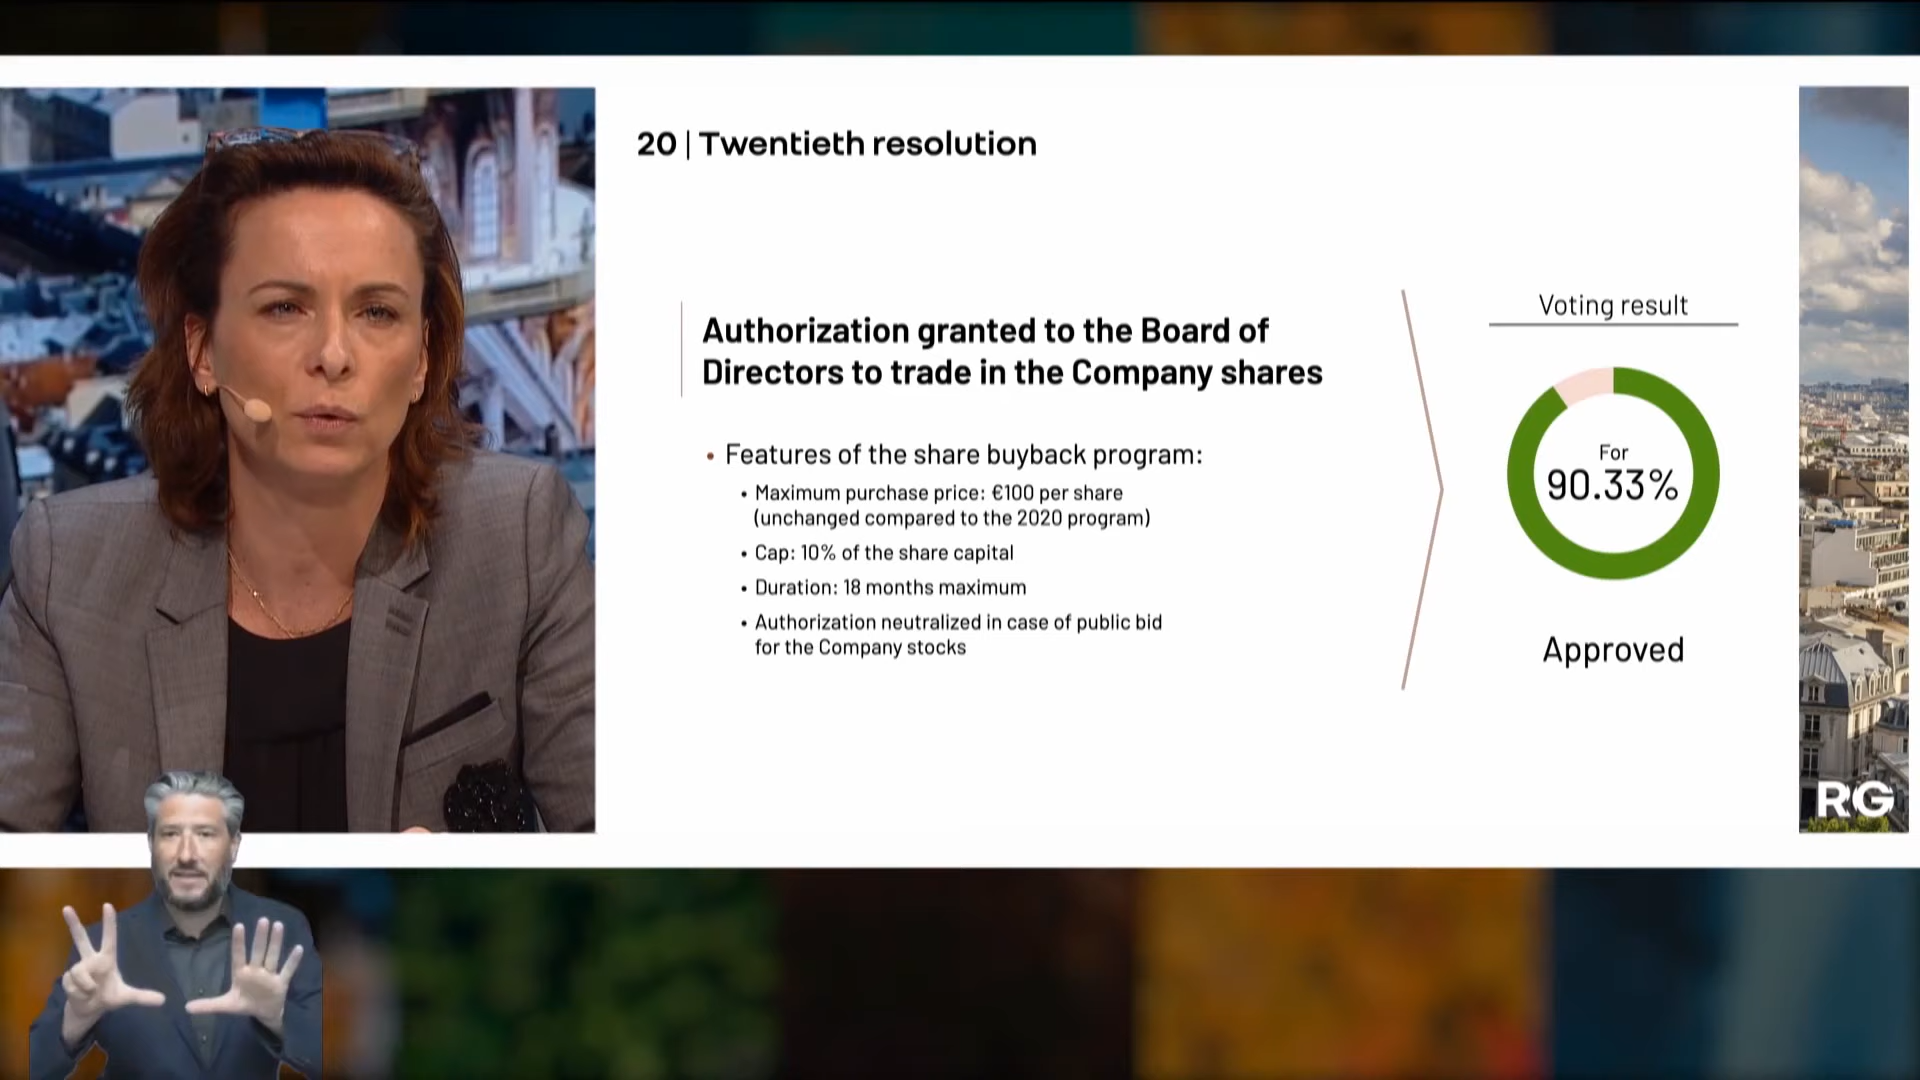 20 | Twentieth resolution
Authorization granted to the Board of
Directors to trade in the Company shares
• Features of the share buyback program:
• Maximum purchase price: €100 per share
(unchanged compared to the 2020 program)
• Cap: 10% of the share capital
• Duration: 18 months maximum
• Authorization neutralized in case of public bid
for the Company stocks
Voting result
For
90.33%
Approved
RG